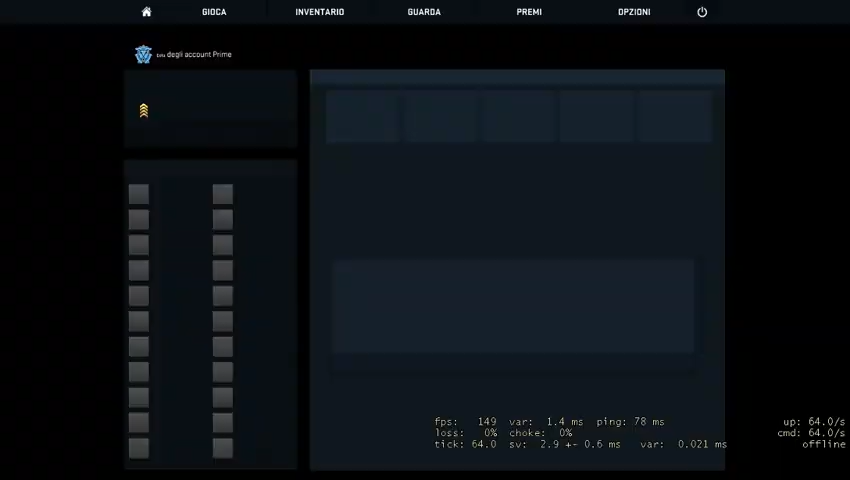 GIOCA INVENTARIO GUARDA PREMI OPZIONI
degli account Prime
fps: 149 var: 1.4 ms ping: 78 ms up: 64.0/s
loss: 0% choke: 0% cmd: 64.0/s
tick: 64.0 sv: 2.9 +- 0.6 ms var: 0.021 ms offline